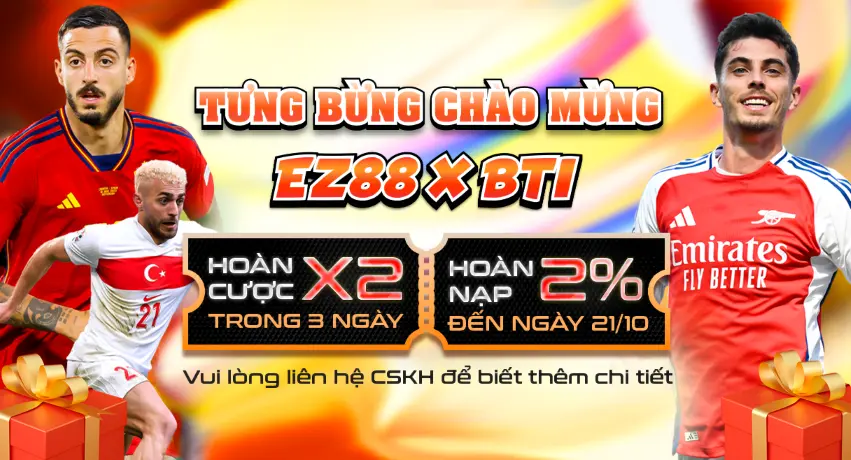 TƯNG BỪNG CHÀO MỪNG
EZ88 X BTI
HOÀN CƯỢC X2
TRONG 3 NGÀY
HOÀN NẠP 2%
ĐẾN NGÀY 21/10
Vui lòng liên hệ CSKH để biết thêm chi tiết
21
Emirates
FLY BETTER